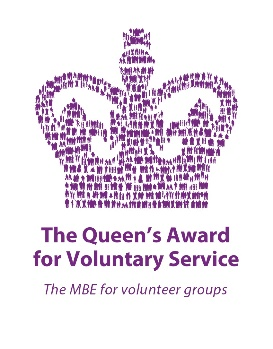 The Queen's Award
for Voluntary Service
The MBE for volunteer groups